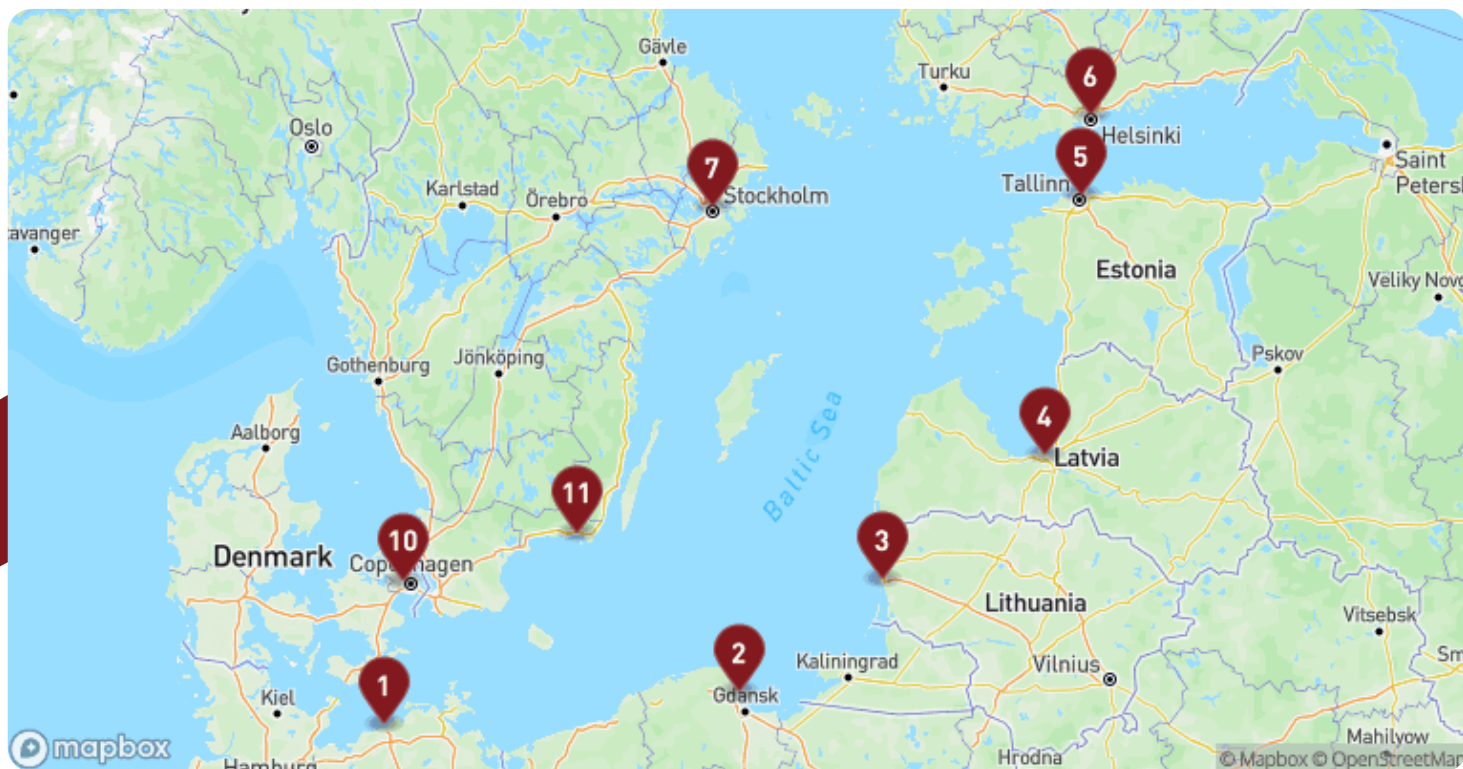 Gävle
Turku
6
Oslo
Helsinki
5
Saint
Petersb
7
Tallinn
Karlstad
Örebro
Stockholm
tavanger
Estonia
Veliky Novg
Gothenburg
Jönköping
Pskov
Baltic Sea
4
Aalborg
Latvia
11
10
3
Denmark
Copenhagen
Lithuania
Vitsebsk
2
Kaliningrad
Vilnius
Sm
1
Kiel
Gdansk
mapbox
Hamburg
Hrodna
Mahilyow
© Mapbox © OpenStreetMap